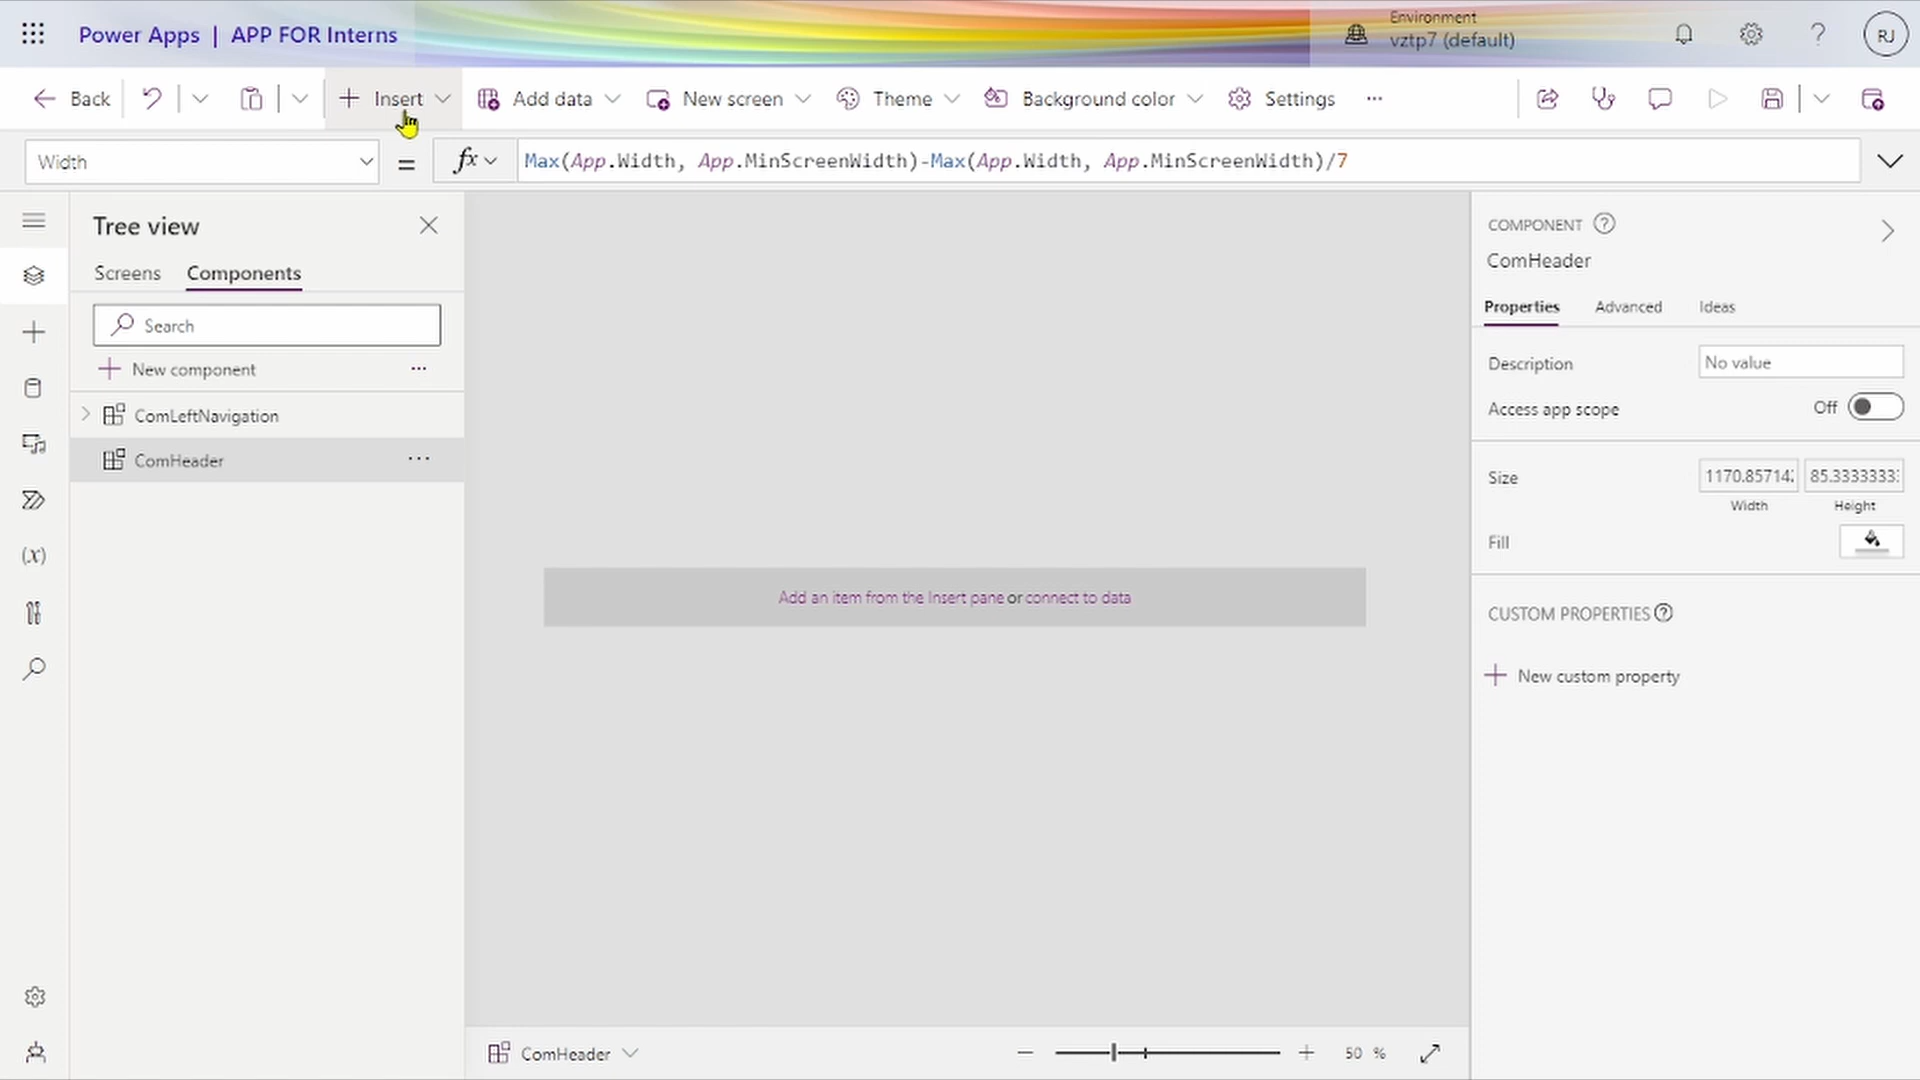 Power Apps | APP FOR Interns
Environment
vztp7 (default)
RJ
Back
Insert
Add data
New screen
Theme
Background color
Settings
Width
=
fx
Max(App.Width, App.MinScreenWidth)-Max(App.Width, App.MinScreenWidth)/7
Tree view
Screens
Components
Search
New component
ComLeftNavigation
ComHeader
Add an item from the Insert pane or connect to data
COMPONENT
ComHeader
Properties
Advanced
Ideas
Description
No value
Access app scope
Off
Size
1170.85714
85.3333333
Width
Height
Fill
CUSTOM PROPERTIES
New custom property
(x)
ComHeader
50 %